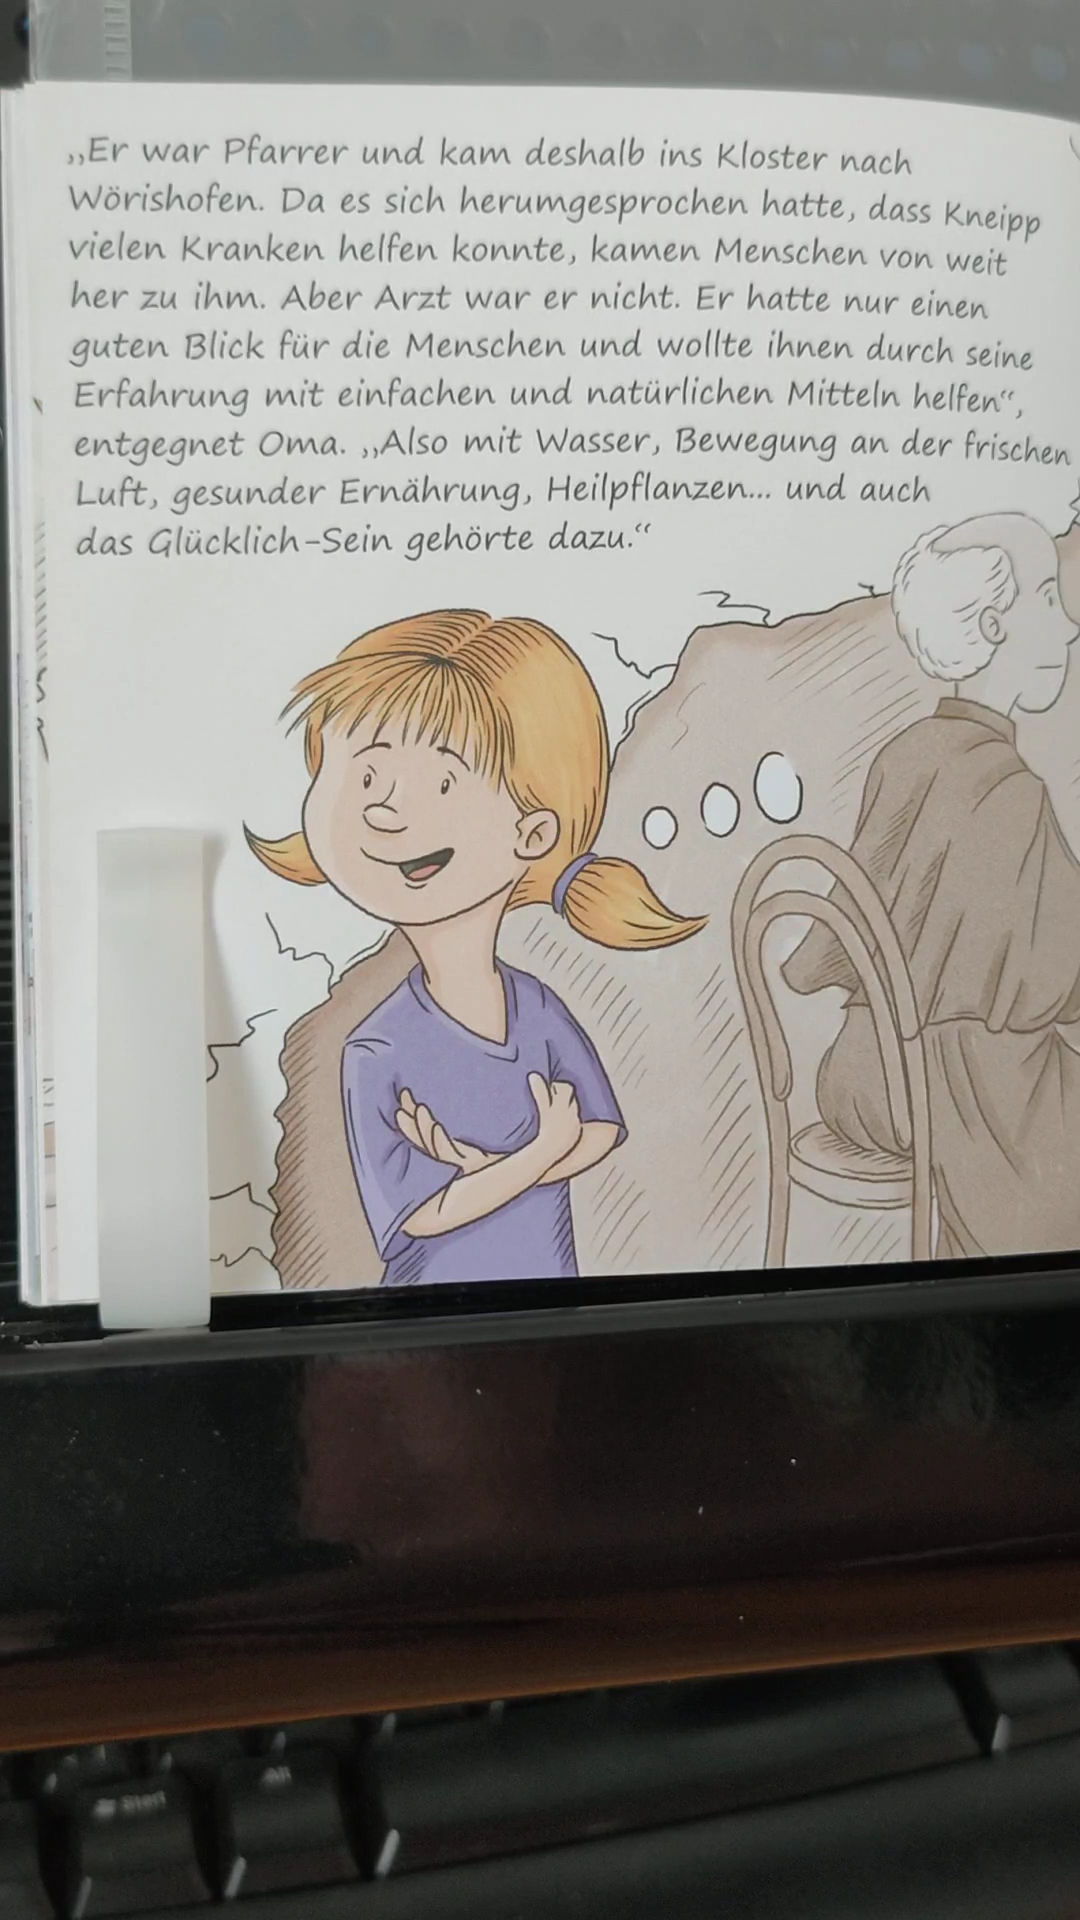 „Er war Pfarrer und kam deshalb ins Kloster nach
Wörishofen. Da es sich herumgesprochen hatte, dass Kneipp
vielen Kranken helfen konnte, kamen Menschen von weit
her zu ihm. Aber Arzt war er nicht. Er hatte nur einen
guten Blick für die Menschen und wollte ihnen durch seine
Erfahrung mit einfachen und natürlichen Mitteln helfen“,
entgegnet Oma. „Also mit Wasser, Bewegung an der frischen
Luft, gesunder Ernährung, Heilpflanzen... und auch
das Glücklich-Sein gehörte dazu.“
Start
Alt